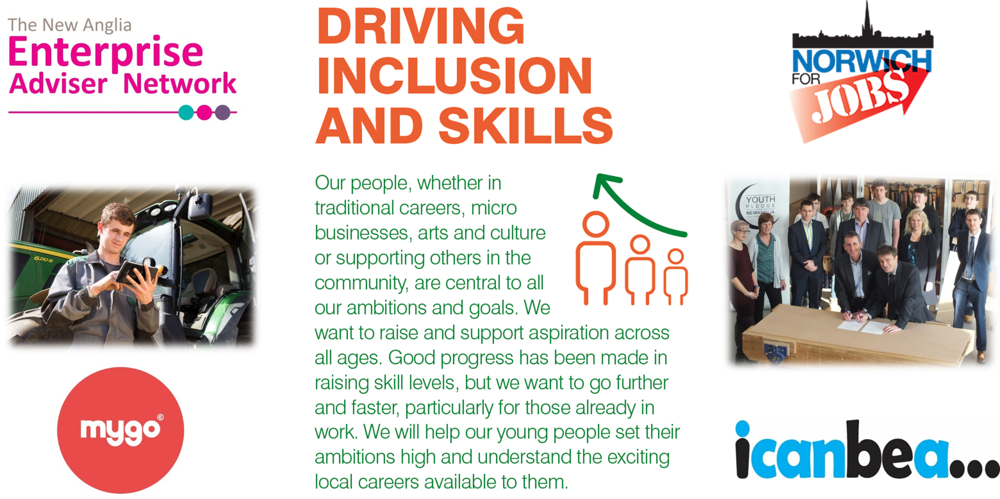 The New Anglia
Enterprise
Adviser Network
DRIVING
INCLUSION
AND SKILLS
NORWICH
FOR
JOBS
Our people, whether in
traditional careers, micro
businesses, arts and culture
or supporting others in the
community, are central to all
our ambitions and goals. We
want to raise and support aspiration across
all ages. Good progress has been made in
raising skill levels, but we want to go further
and faster, particularly for those already in
work. We will help our young people set their
ambitions high and understand the exciting
local careers available to them.
6210R
YOUTH
PLEDGE
NEWANGLIA
mygo©
icanbea...